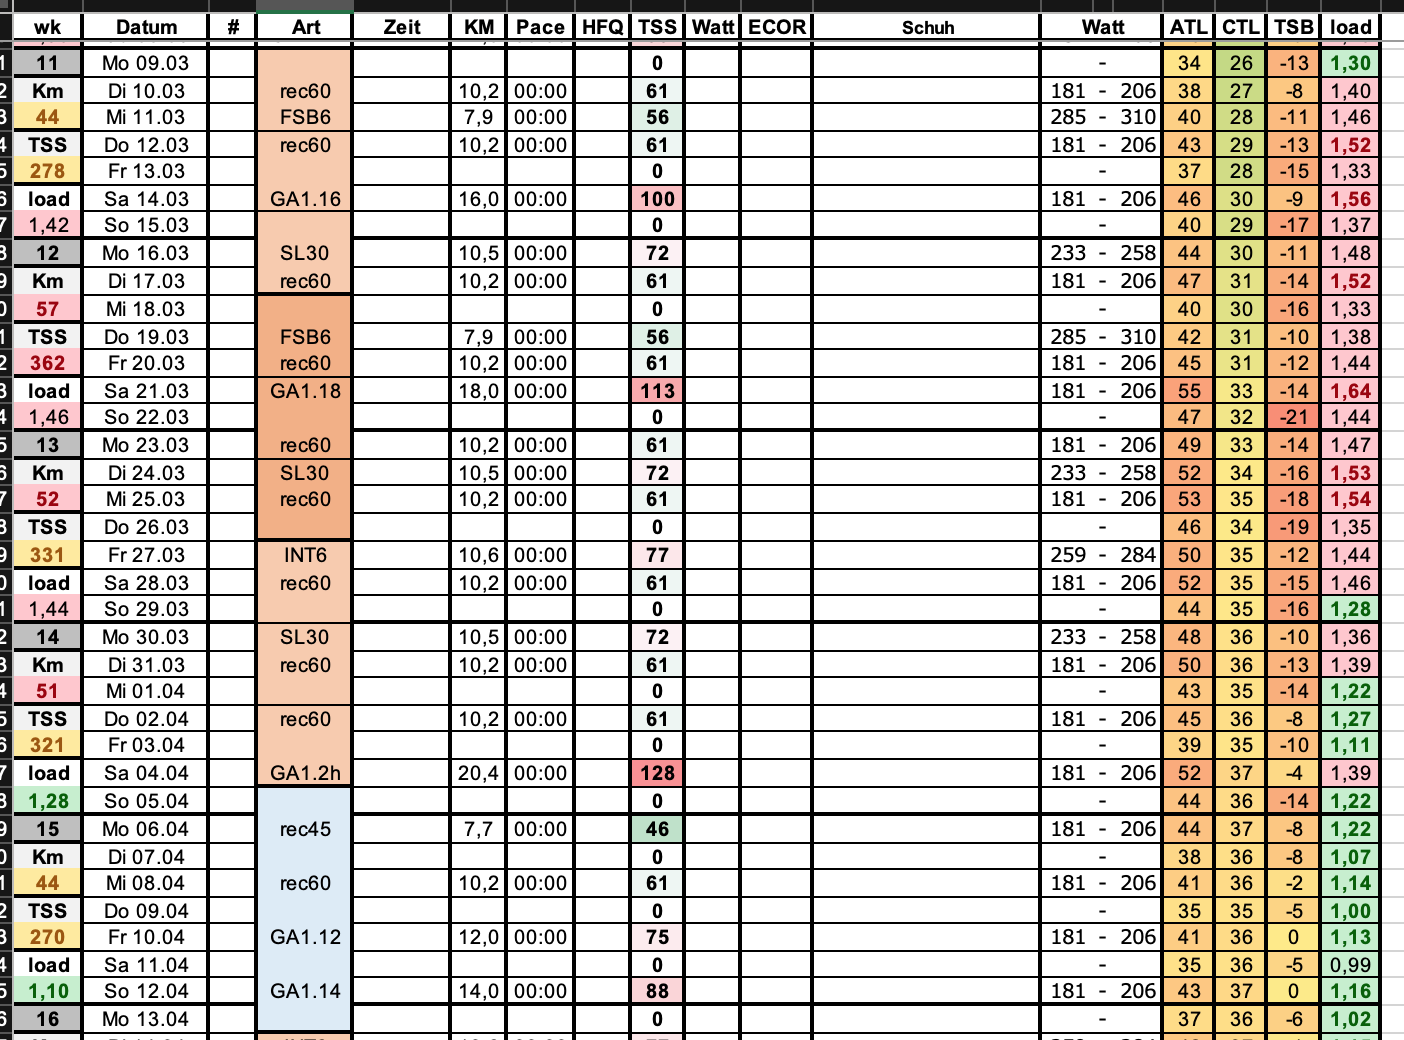 wk Datum # Art Zeit KM Pace HFQ TSS Watt ECOR Schuh Watt ATL CTL TSB load
11 Mo 09.03 0 - 34 26 -13 1,30
Km Di 10.03 rec60 10,2 00:00 61 181 - 206 38 27 -8 1,40
44 Mi 11.03 FSB6 7,9 00:00 56 285 - 310 40 28 -11 1,46
TSS Do 12.03 rec60 10,2 00:00 61 181 - 206 43 29 -13 1,52
278 Fr 13.03 0 - 37 28 -15 1,33
load Sa 14.03 GA1.16 16,0 00:00 100 181 - 206 46 30 -9 1,56
1,42 So 15.03 0 - 40 29 -17 1,37
12 Mo 16.03 SL30 10,5 00:00 72 233 - 258 44 30 -11 1,48
Km Di 17.03 rec60 10,2 00:00 61 181 - 206 47 31 -14 1,52
57 Mi 18.03 0 - 40 30 -16 1,33
TSS Do 19.03 FSB6 7,9 00:00 56 285 - 310 42 31 -10 1,38
362 Fr 20.03 rec60 10,2 00:00 61 181 - 206 45 31 -12 1,44
load Sa 21.03 GA1.18 18,0 00:00 113 181 - 206 55 33 -14 1,64
1,46 So 22.03 0 - 47 32 -21 1,44
13 Mo 23.03 rec60 10,2 00:00 61 181 - 206 49 33 -14 1,47
Km Di 24.03 SL30 10,5 00:00 72 233 - 258 52 34 -16 1,53
52 Mi 25.03 rec60 10,2 00:00 61 181 - 206 53 35 -18 1,54
TSS Do 26.03 0 - 46 34 -19 1,35
331 Fr 27.03 INT6 10,6 00:00 77 259 - 284 50 35 -12 1,44
load Sa 28.03 rec60 10,2 00:00 61 181 - 206 52 35 -15 1,46
1,44 So 29.03 0 - 44 35 -16 1,28
14 Mo 30.03 SL30 10,5 00:00 72 233 - 258 48 36 -10 1,36
Km Di 31.03 rec60 10,2 00:00 61 181 - 206 50 36 -13 1,39
51 Mi 01.04 0 - 43 35 -14 1,22
TSS Do 02.04 rec60 10,2 00:00 61 181 - 206 45 36 -8 1,27
321 Fr 03.04 0 - 39 35 -10 1,11
load Sa 04.04 GA1.2h 20,4 00:00 128 181 - 206 52 37 -4 1,39
1,28 So 05.04 0 - 44 36 -14 1,22
15 Mo 06.04 rec45 7,7 00:00 46 181 - 206 44 37 -8 1,22
Km Di 07.04 0 - 38 36 -8 1,07
44 Mi 08.04 rec60 10,2 00:00 61 181 - 206 41 36 -2 1,14
TSS Do 09.04 0 - 35 35 -5 1,00
270 Fr 10.04 GA1.12 12,0 00:00 75 181 - 206 41 36 0 1,13
load Sa 11.04 0 - 35 36 -5 0,99
1,10 So 12.04 GA1.14 14,0 00:00 88 181 - 206 43 37 0 1,16
16 Mo 13.04 0 - 37 36 -6 1,02